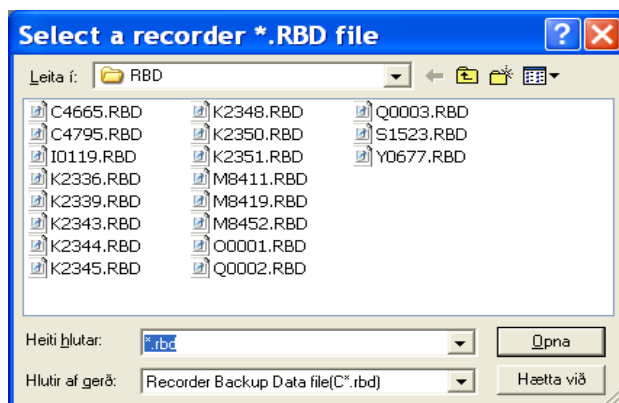 Select a recorder *.RBD file
Leita í: RBD
C4665.RBD
C4795.RBD
I0119.RBD
K2336.RBD
K2339.RBD
K2343.RBD
K2344.RBD
K2345.RBD
K2348.RBD
K2350.RBD
K2351.RBD
M8411.RBD
M8419.RBD
M8452.RBD
O0001.RBD
Q0002.RBD
Q0003.RBD
S1523.RBD
Y0677.RBD
Heiti hlutar: *.rbd
Opna
Hlutir af gerð: Recorder Backup Data file(C*.rbd)
Hætta við